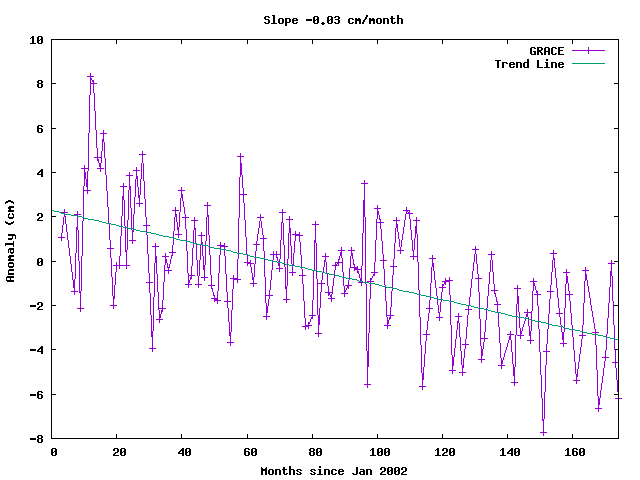 Slope -0.03 cm/month
GRACE
Trend Line
10
8
6
4
2
0
-2
-4
-6
-8
Anomaly (cm)
0 20 40 60 80 100 120 140 160
Months since Jan 2002